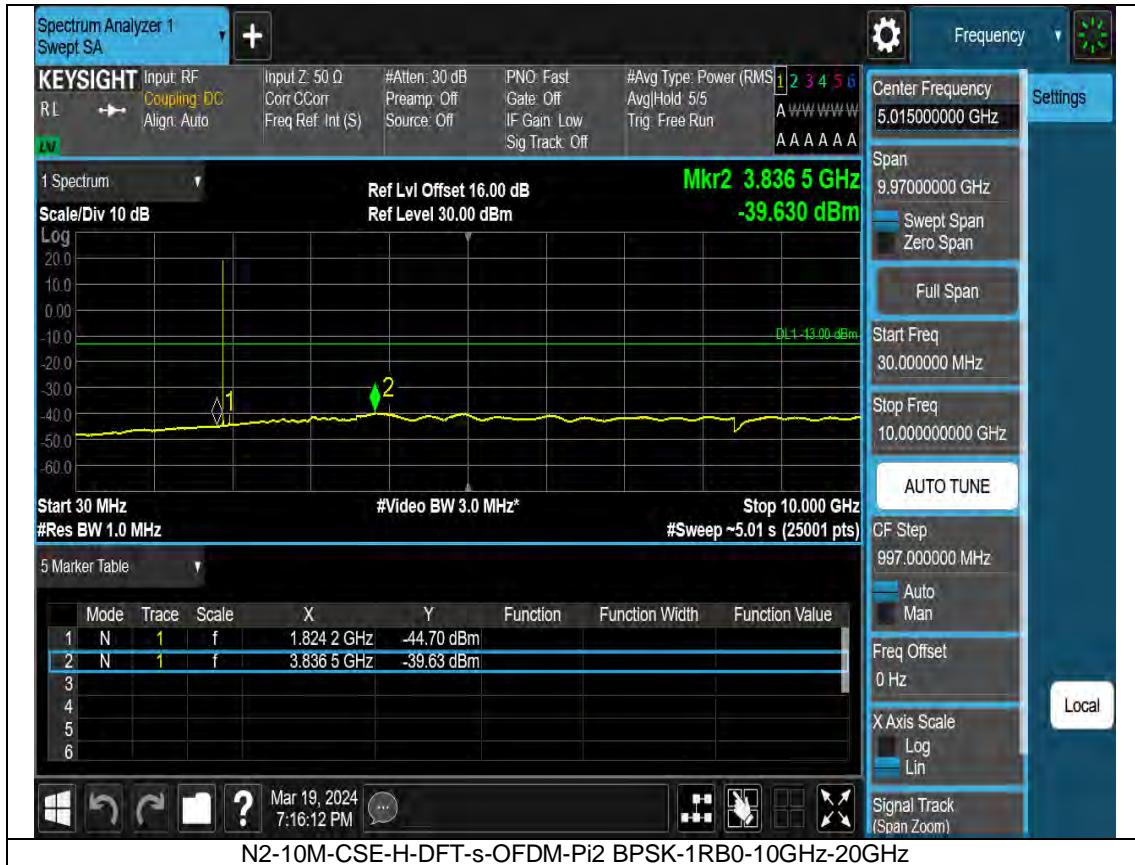 Spectrum Analyzer 1
Swept SA
+
Frequency
KEYSIGHT
RL
Input: RF
Coupling: DC
Align: Auto
Input Z: 50 Ω
Corr CCorr
Freq Ref: Int (S)
#Atten: 30 dB
Preamp: Off
Source: Off
PNO: Fast
Gate: Off
IF Gain: Low
Sig Track: Off
#Avg Type: Power (RMS
Avg|Hold: 5/5
Trig: Free Run
1 2 3 4 5 6
A W W W W W
A A A A A A
1 Spectrum
Scale/Div 10 dB
Ref Lvl Offset 16.00 dB
Ref Level 30.00 dBm
Mkr2 3.836 5 GHz
-39.630 dBm
Log
20.0
10.0
0.00
-10.0
-20.0
-30.0
-40.0
-50.0
-60.0
DL1 -13.00 dBm
1
2
Start 30 MHz
#Res BW 1.0 MHz
#Video BW 3.0 MHz*
Stop 10.000 GHz
#Sweep ~5.01 s (25001 pts)
5 Marker Table
Mode Trace Scale X Y Function Function Width Function Value
1 N 1 f 1.824 2 GHz -44.70 dBm
2 N 1 f 3.836 5 GHz -39.63 dBm
3
4
5
6
Mar 19, 2024
7:16:12 PM
?
Center Frequency
5.015000000 GHz
Settings
Span
9.97000000 GHz
Swept Span
Zero Span
Full Span
Start Freq
30.000000 MHz
Stop Freq
10.000000000 GHz
AUTO TUNE
CF Step
997.000000 MHz
Auto
Man
Freq Offset
0 Hz
X Axis Scale
Log
Lin
Signal Track
(Span Zoom)
Local
N2-10M-CSE-H-DFT-s-OFDM-Pi2 BPSK-1RB0-10GHz-20GHz